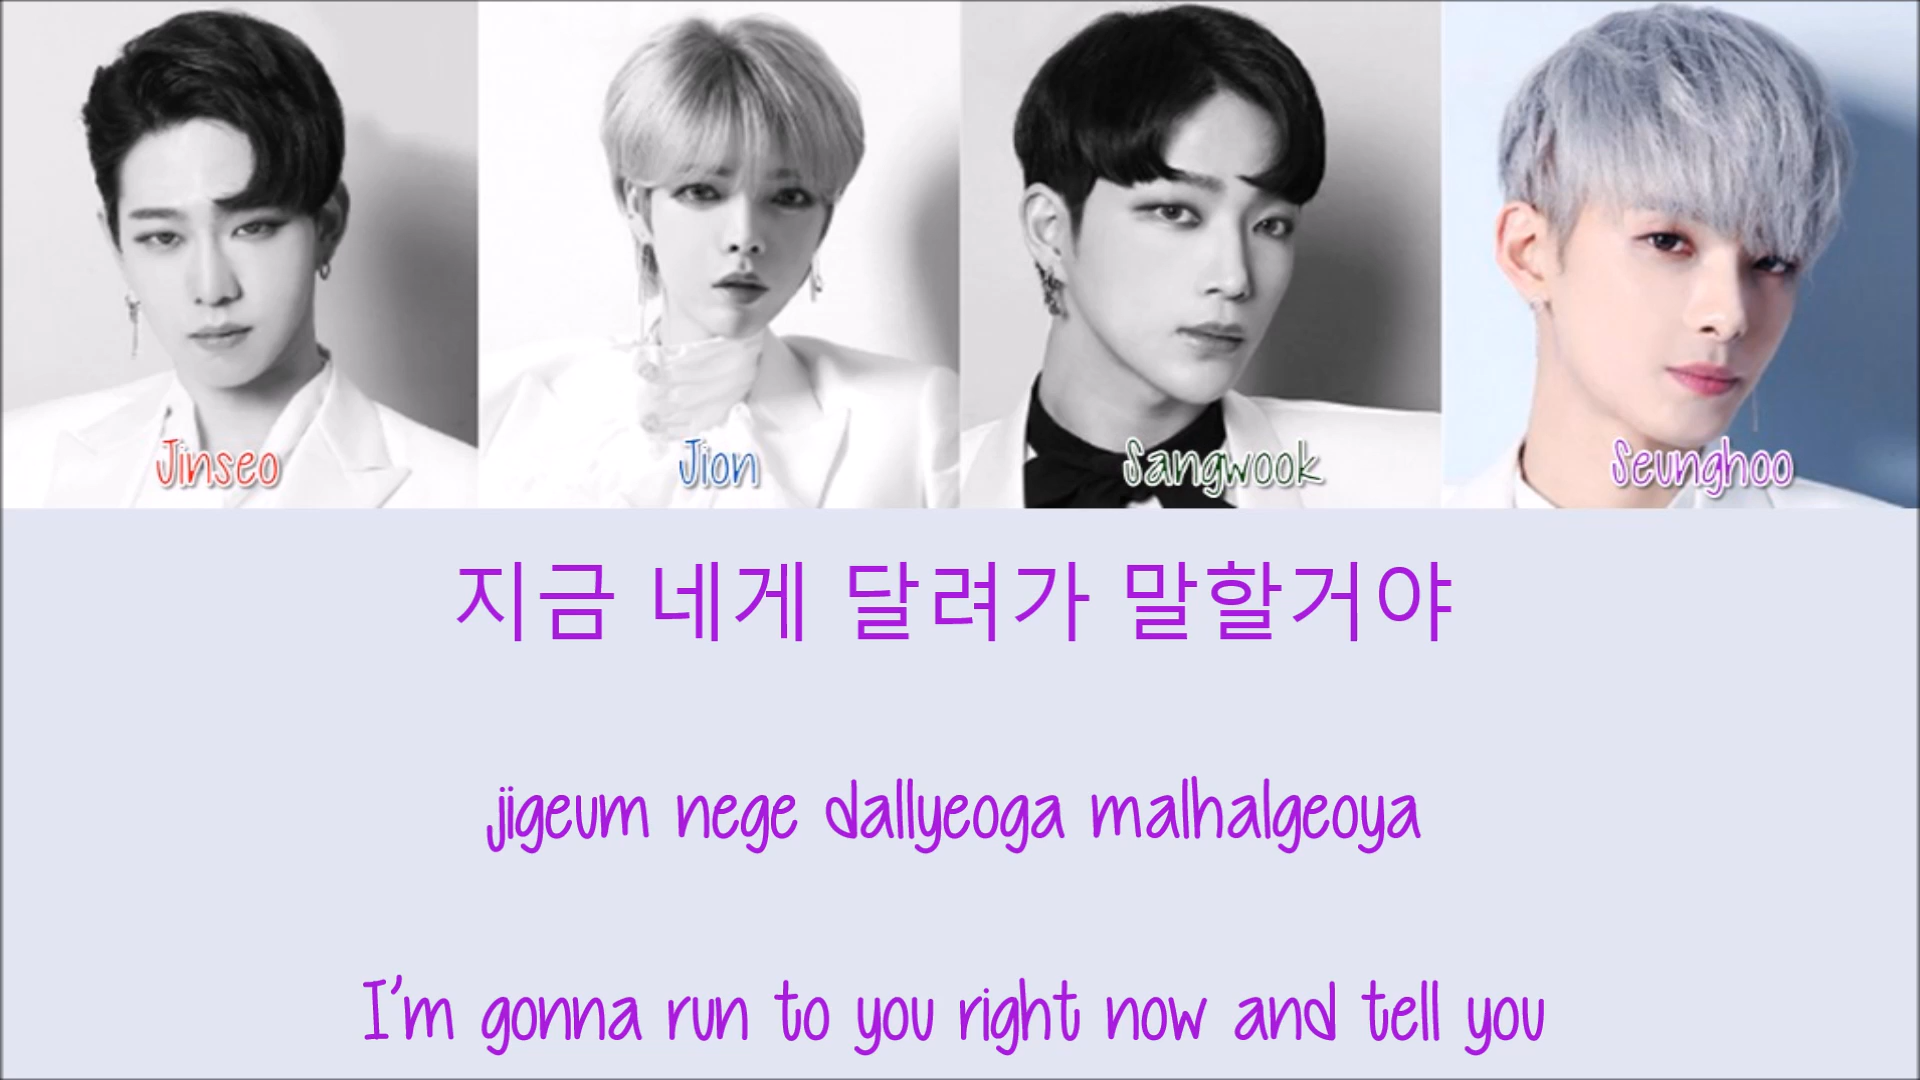 Jinseo Jion Sangwook Seunghoo
지금 네게 달려가 말할거야
jigeum nege dallyeoga malhalgeoya
I'm gonna run to you right now and tell you